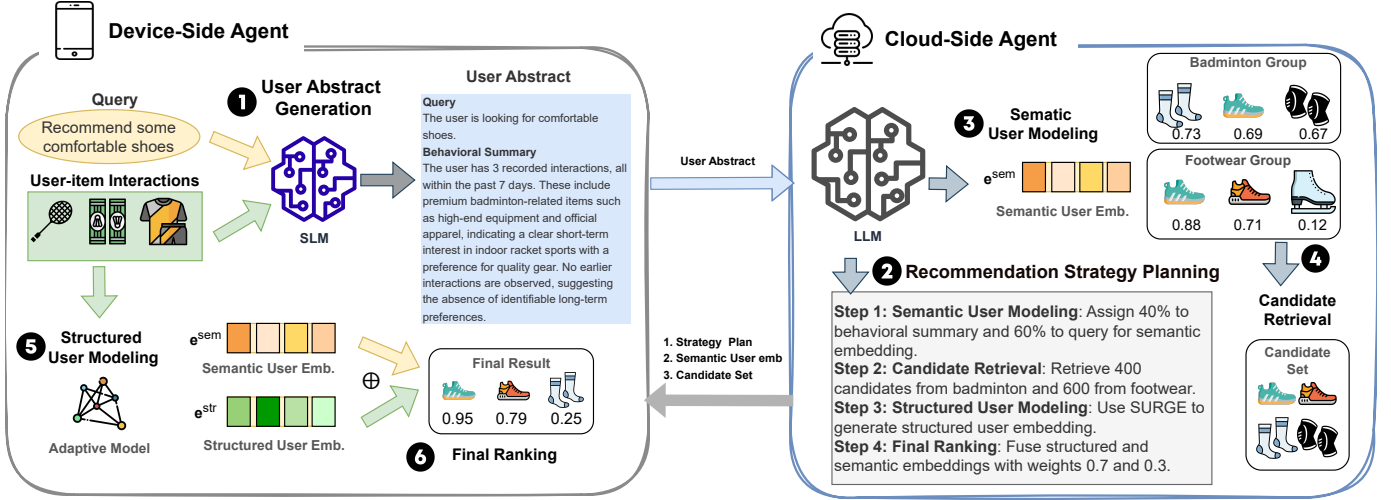 Device-Side Agent
Query
Recommend some
comfortable shoes
User-item Interactions
1
User Abstract
Generation
SLM
User Abstract
Query
The user is looking for comfortable
shoes.
Behavioral Summary
The user has 3 recorded interactions, all
within the past 7 days. These include
premium badminton-related items such
as high-end equipment and official
apparel, indicating a clear short-term
interest in indoor racket sports with a
preference for quality gear. No earlier
interactions are observed, suggesting
the absence of identifiable long-term
preferences.
5
Structured
User Modeling
Adaptive Model
e^sem
Semantic User Emb.
e^str
Structured User Emb.
⊕
Final Result
0.95 0.79 0.25
6 Final Ranking
User Abstract
1. Strategy Plan
2. Semantic User emb
3. Candidate Set
Cloud-Side Agent
LLM
3
Sematic
User Modeling
e^sem
Semantic User Emb.
Badminton Group
0.73 0.69 0.67
Footwear Group
0.88 0.71 0.12
2 Recommendation Strategy Planning
Step 1: Semantic User Modeling: Assign 40% to
behavioral summary and 60% to query for semantic
embedding.
Step 2: Candidate Retrieval: Retrieve 400
candidates from badminton and 600 from footwear.
Step 3: Structured User Modeling: Use SURGE to
generate structured user embedding.
Step 4: Final Ranking: Fuse structured and
semantic embeddings with weights 0.7 and 0.3.
4
Candidate
Retrieval
Candidate
Set